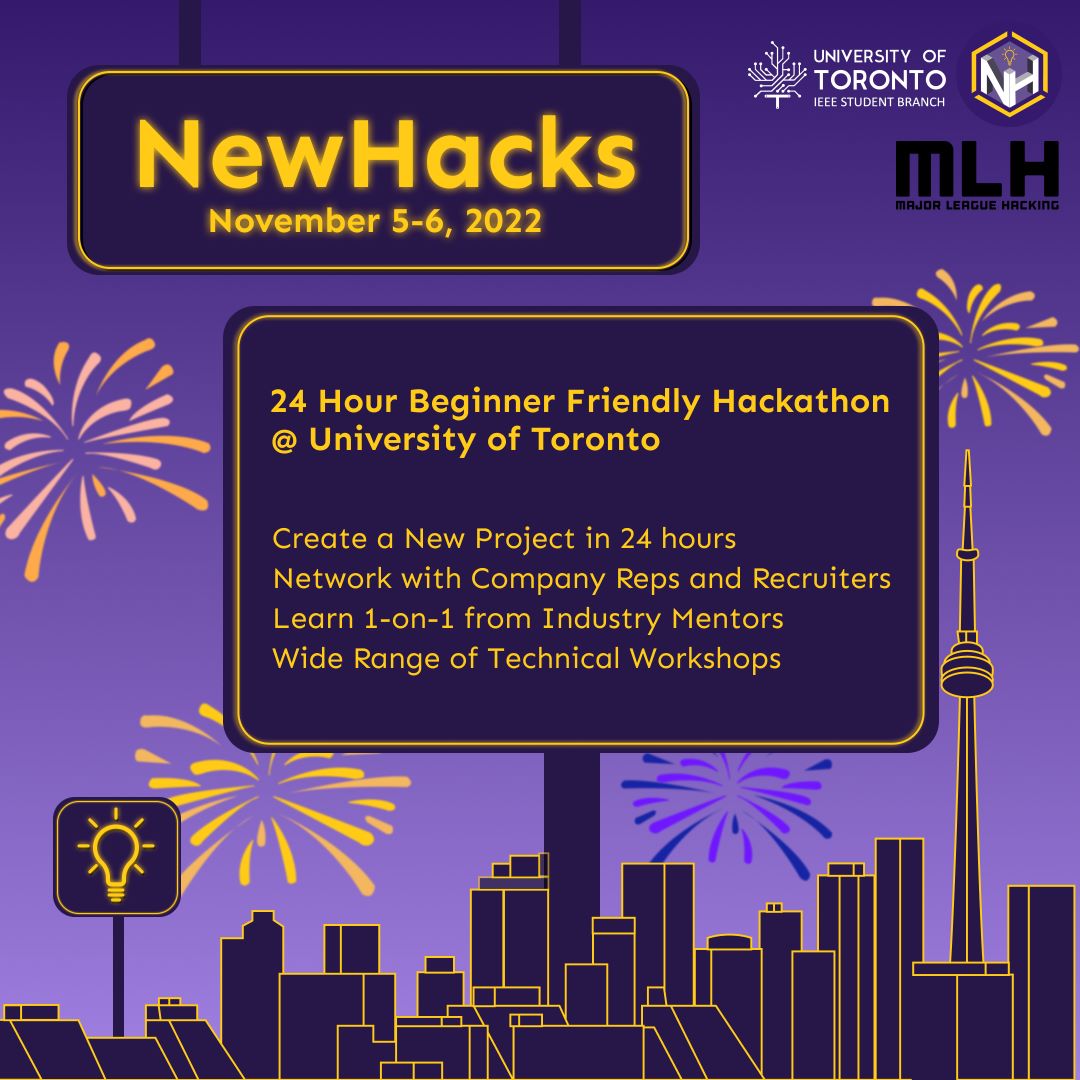 NewHacks
November 5-6, 2022
UNIVERSITY OF
TORONTO
IEEE STUDENT BRANCH
NH
MLH
MAJOR LEAGUE HACKING
24 Hour Beginner Friendly Hackathon
@ University of Toronto
Create a New Project in 24 hours
Network with Company Reps and Recruiters
Learn 1-on-1 from Industry Mentors
Wide Range of Technical Workshops